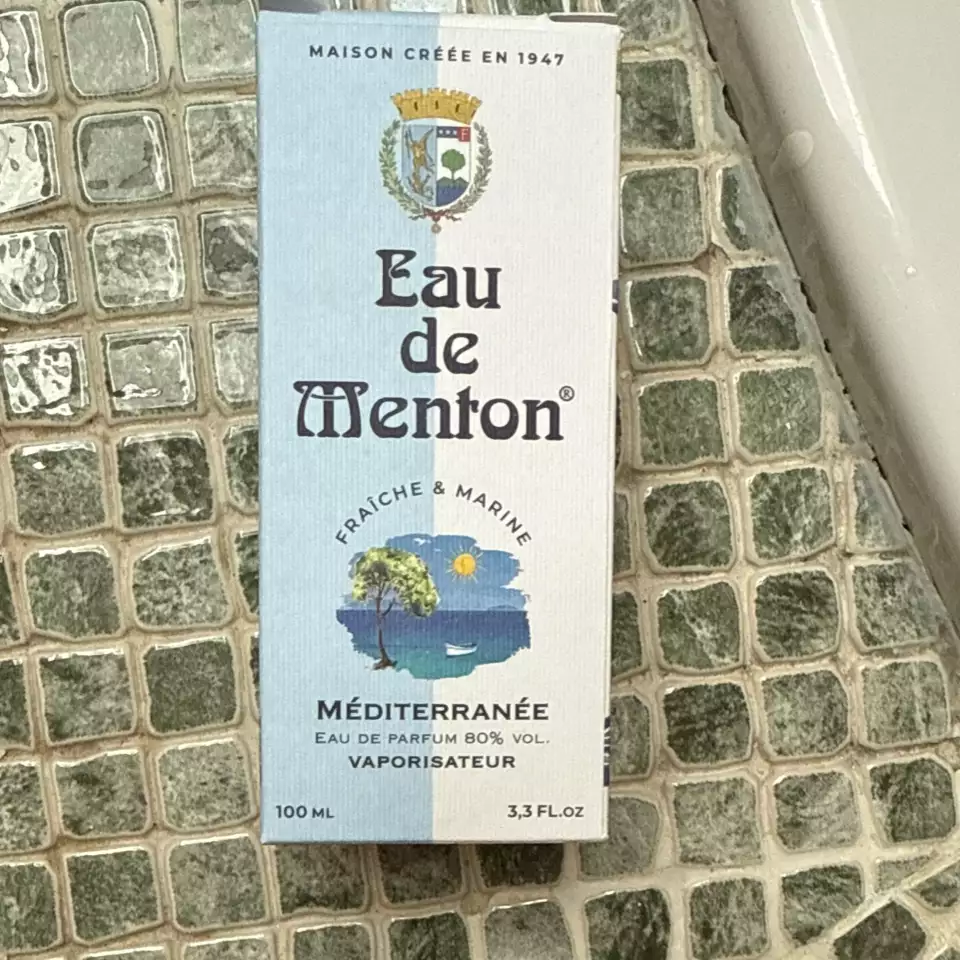 MAISON CRÉÉE EN 1947
F
Eau
de
Menton®
FRAÎCHE & MARINE
MÉDITERRANÉE
EAU DE PARFUM 80% VOL.
VAPORISATEUR
100 ML 3,3 FL.OZ